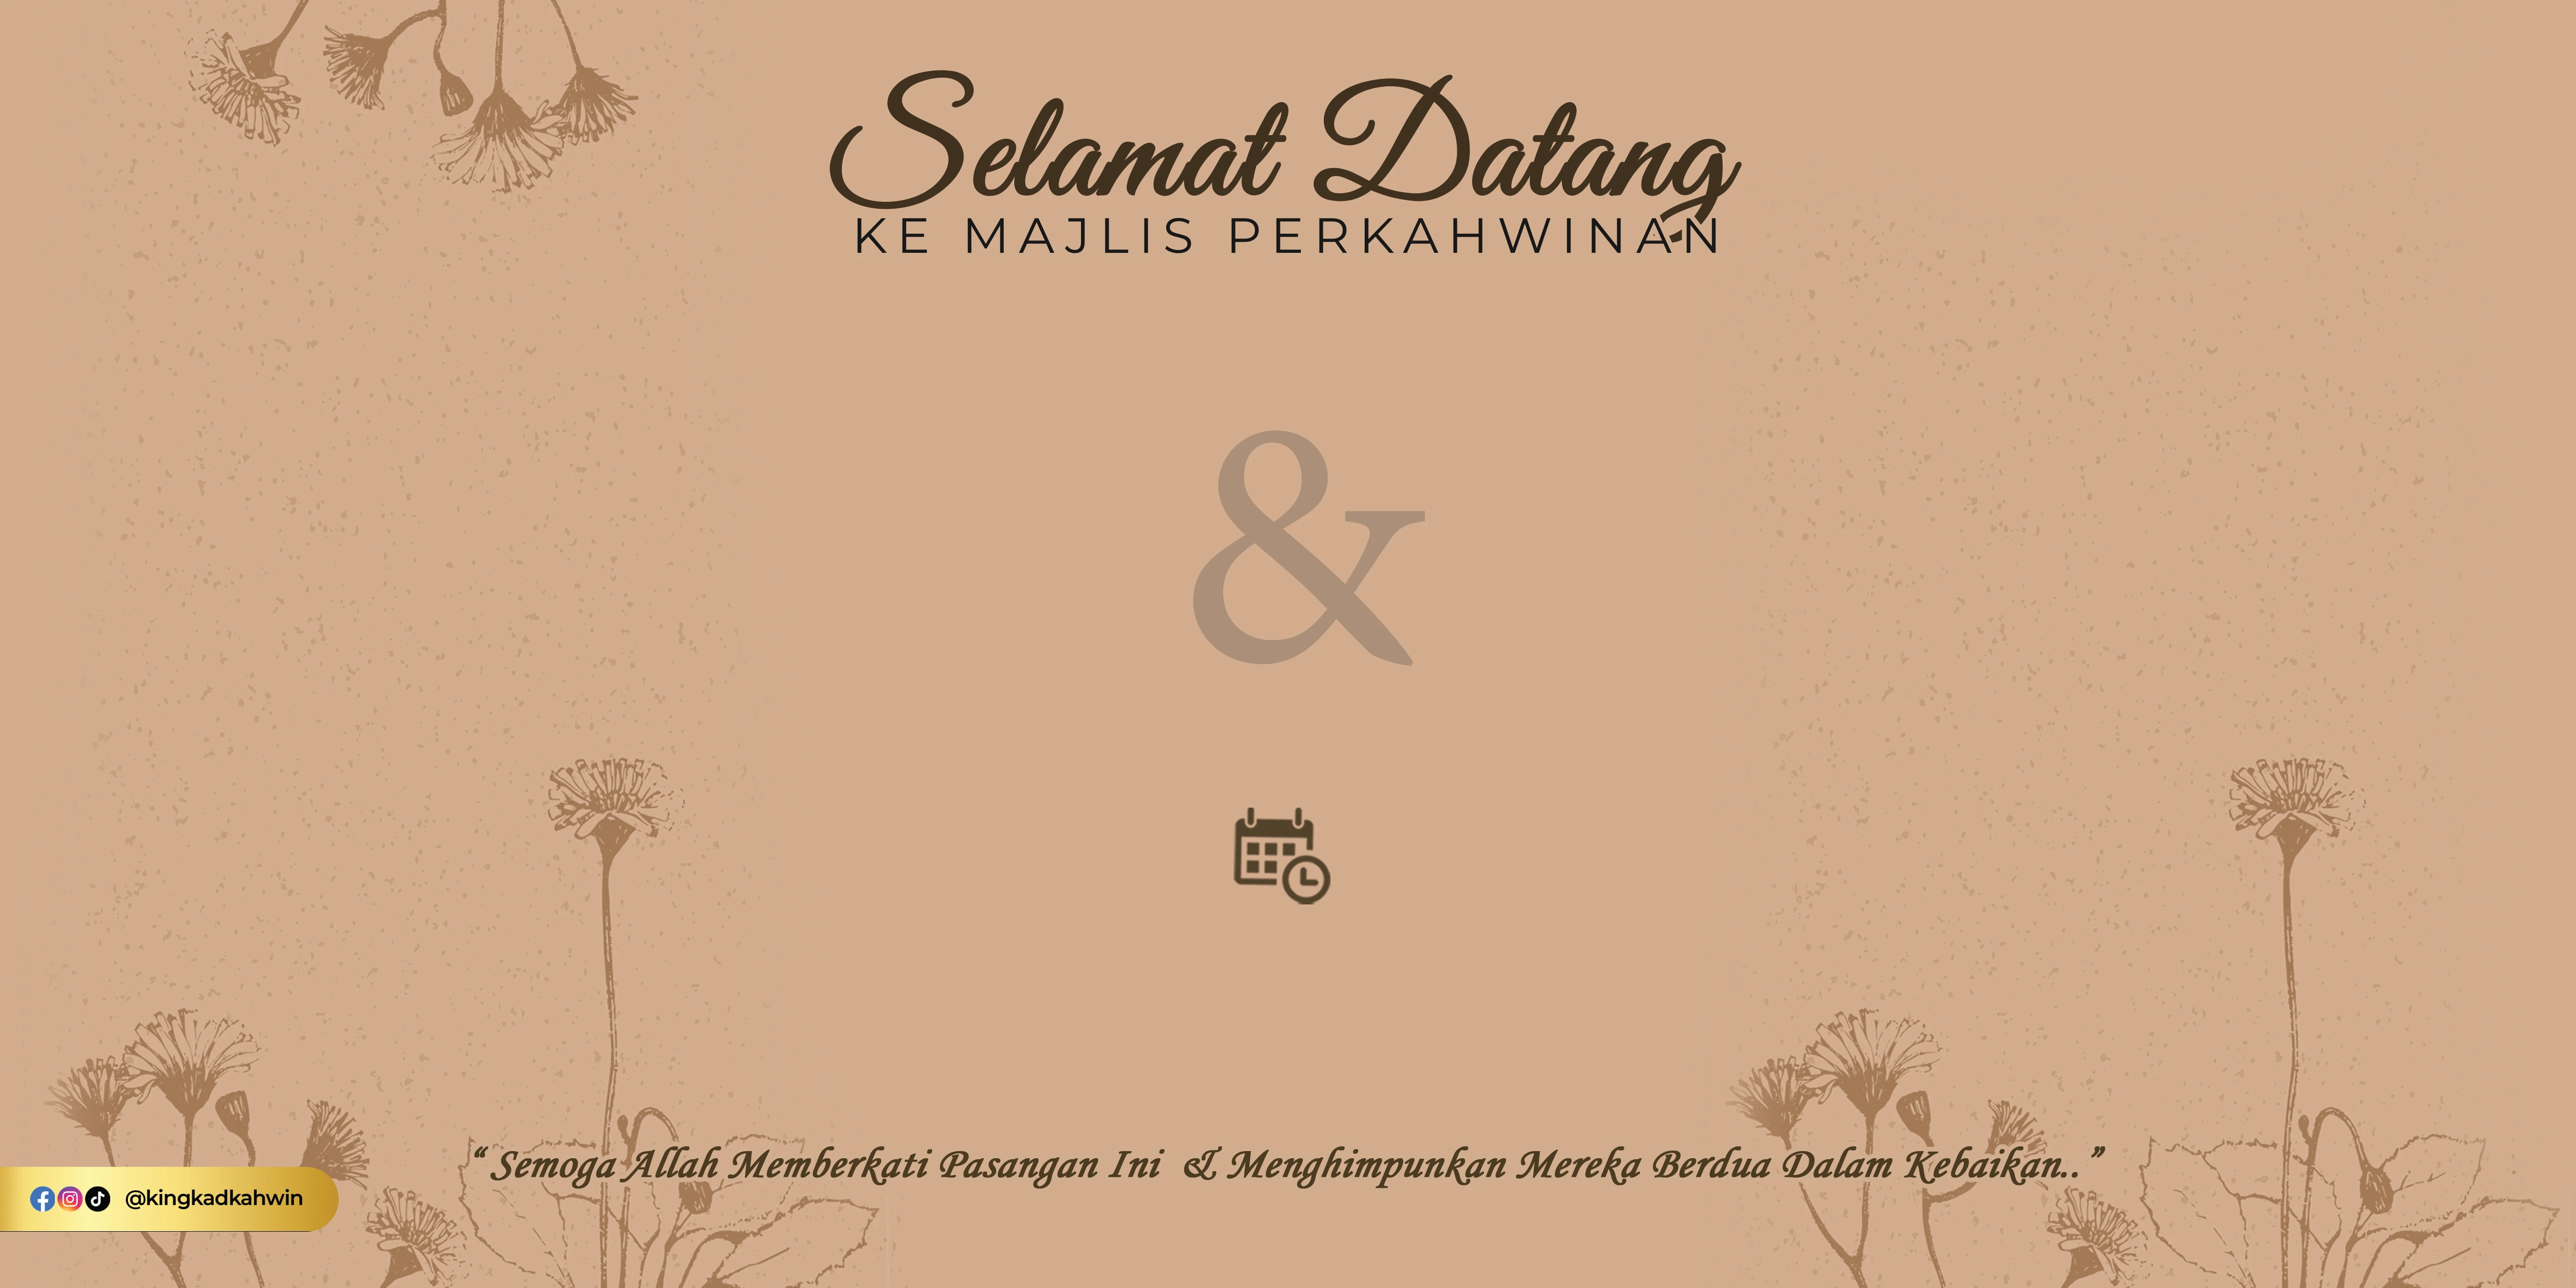 Selamat Datang
KE MAJLIS PERKAHWINAN
&
“ Semoga Allah Memberkati Pasangan Ini & Menghimpunkan Mereka Berdua Dalam Kebaikan.. ”
@kingkadkahwin